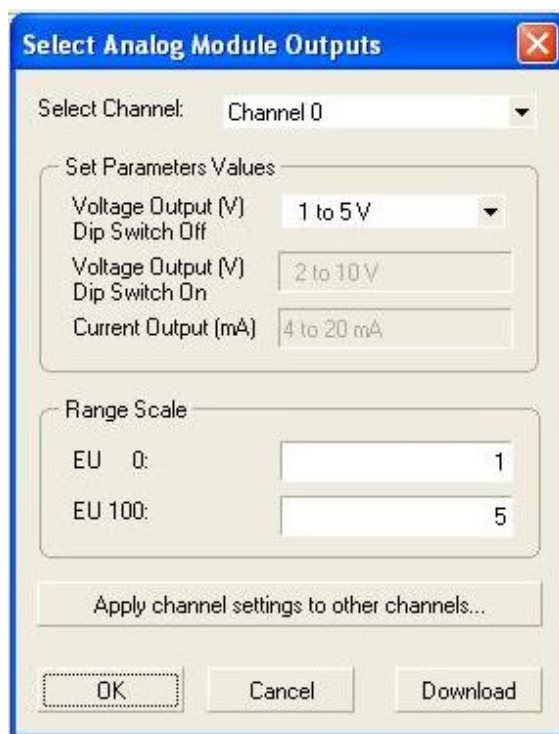 Select Analog Module Outputs
Select Channel: Channel 0
Set Parameters Values
Voltage Output (V) 1 to 5 V
Dip Switch Off
Voltage Output (V) 2 to 10 V
Dip Switch On
Current Output (mA) 4 to 20 mA
Range Scale
EU 0: 1
EU 100: 5
Apply channel settings to other channels...
OK Cancel Download